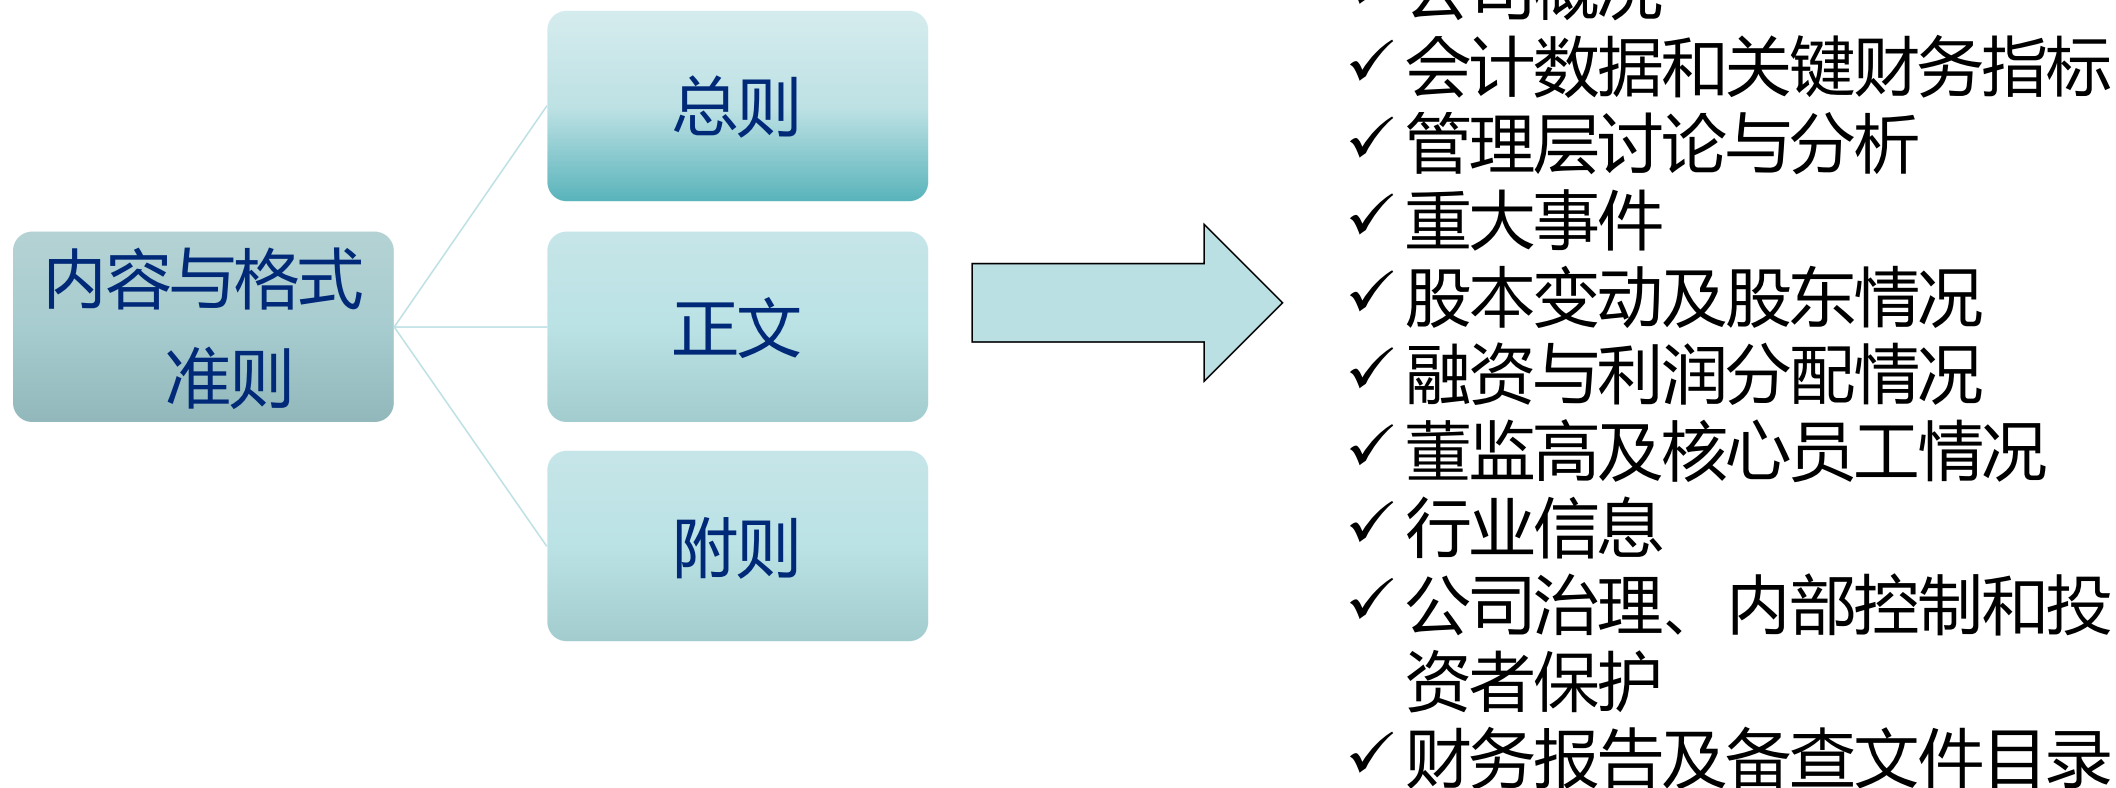 内容与格式
准则
总则
正文
附则
公司概况
✓ 会计数据和关键财务指标
✓ 管理层讨论与分析
✓ 重大事件
✓ 股本变动及股东情况
✓ 融资与利润分配情况
✓ 董监高及核心员工情况
✓ 行业信息
✓ 公司治理、内部控制和投
资者保护
✓ 财务报告及备查文件目录